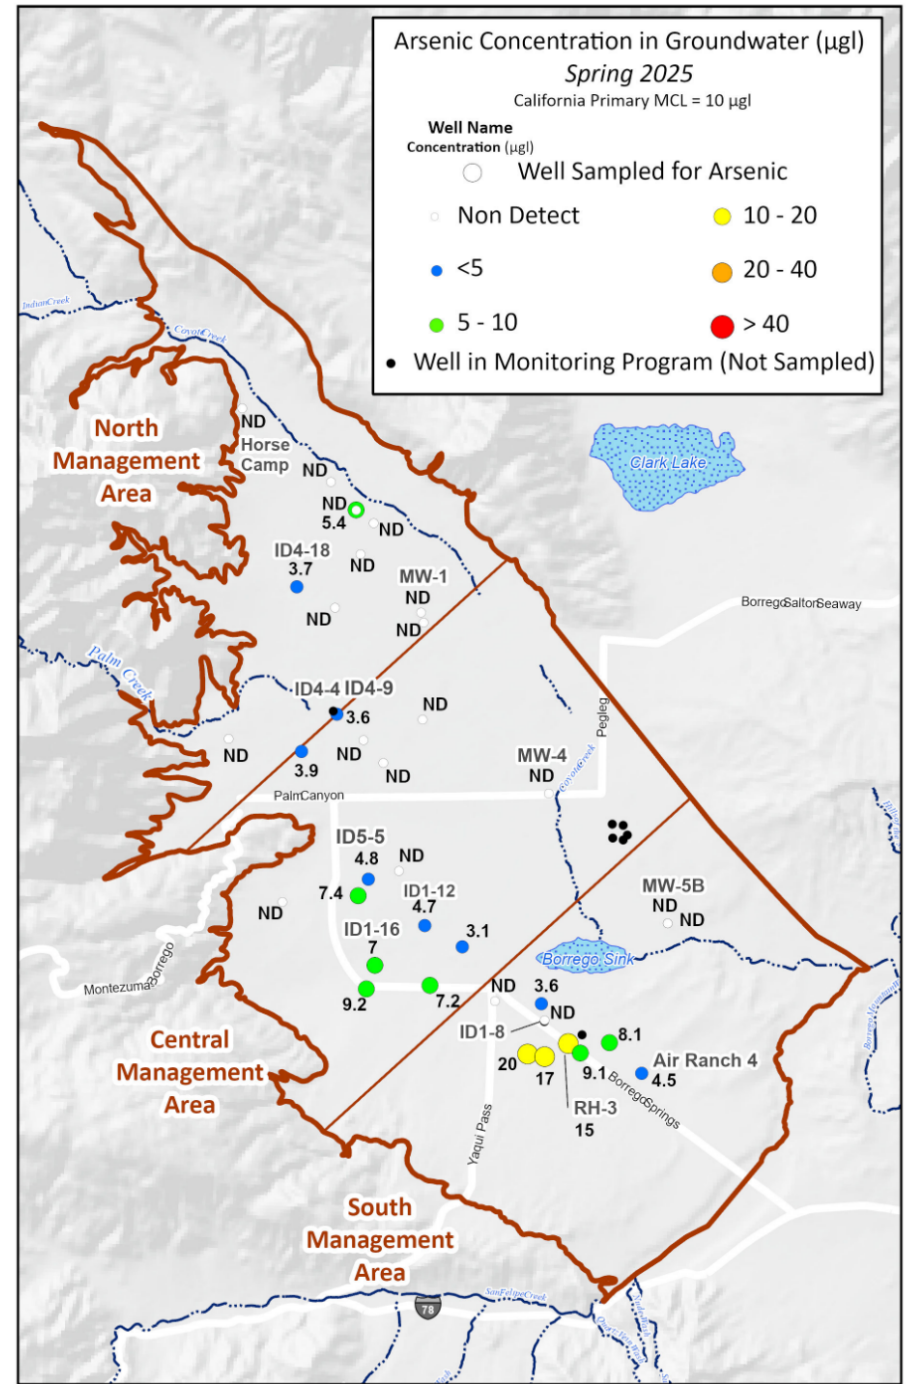 Arsenic Concentration in Groundwater (µgl)
Spring 2025
California Primary MCL = 10 µgl
Well Name
Concentration (µgl)
Well Sampled for Arsenic
Non Detect
10 - 20
<5
20 - 40
5 - 10
> 40
Well in Monitoring Program (Not Sampled)
IndianCreek
CoyoteCreek
North
Management
Area
ND
Horse
Camp
Clark Lake
ND
ND
5.4
ND
ID4-18
3.7
ND
MW-1
ND
ND
ND
BorregoSaltonSeaway
Palm Creek
ID4-4
ID4-9
3.6
ND
Pegleg
ND
3.9
ND
ND
MW-4
ND
CoyoteCreek
PalmCanyon
ID5-5
4.8
ND
7.4
ID1-12
4.7
MW-5B
ND
ND
ND
ID1-16
7
3.1
Borrego Sink
MontezumaBorrego
9.2
7.2
ND
3.6
ND
ID1-8
8.1
Central
Management
Area
20
17
9.1
Air Ranch 4
4.5
RH-3
15
BorregoSprings
Yaqui Pass
South
Management
Area
SanFelipeCreek
78